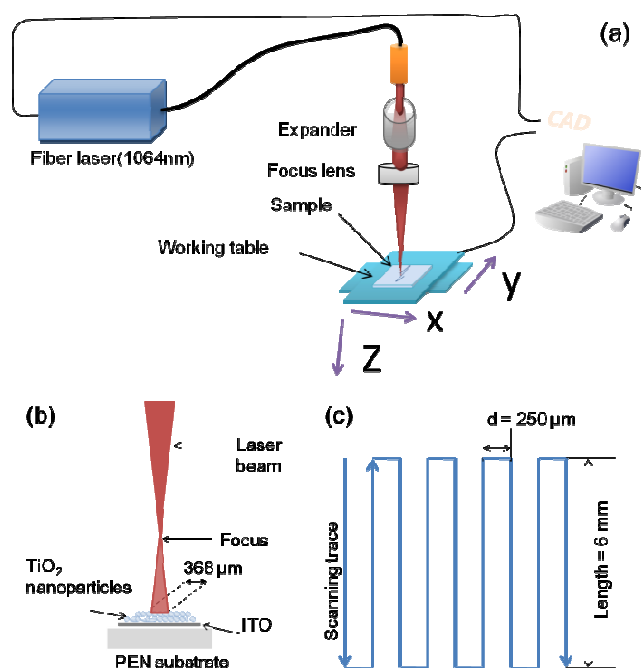 (a)
CAD
Fiber laser(1064nm)
Expander
Focus lens
Sample
Working table
y
x
Z
(b)
Laser
beam
Focus
368 µm
TiO2
nanoparticles
ITO
PEN substrate
(c)
d = 250 µm
Scanning trace
Length = 6 mm